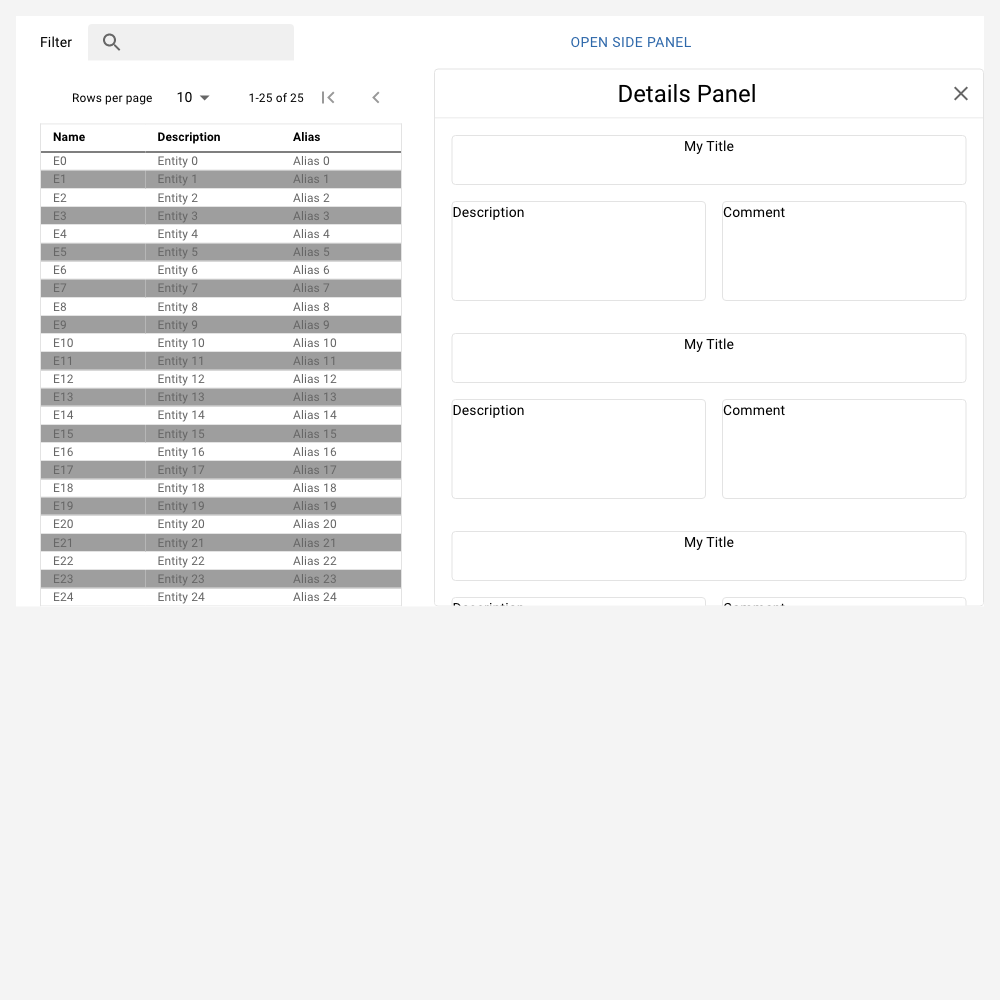 Filter
OPEN SIDE PANEL
Rows per page 10 1-25 of 25
Name Description Alias
E0 Entity 0 Alias 0
E1 Entity 1 Alias 1
E2 Entity 2 Alias 2
E3 Entity 3 Alias 3
E4 Entity 4 Alias 4
E5 Entity 5 Alias 5
E6 Entity 6 Alias 6
E7 Entity 7 Alias 7
E8 Entity 8 Alias 8
E9 Entity 9 Alias 9
E10 Entity 10 Alias 10
E11 Entity 11 Alias 11
E12 Entity 12 Alias 12
E13 Entity 13 Alias 13
E14 Entity 14 Alias 14
E15 Entity 15 Alias 15
E16 Entity 16 Alias 16
E17 Entity 17 Alias 17
E18 Entity 18 Alias 18
E19 Entity 19 Alias 19
E20 Entity 20 Alias 20
E21 Entity 21 Alias 21
E22 Entity 22 Alias 22
E23 Entity 23 Alias 23
E24 Entity 24 Alias 24
Details Panel
My Title
Description Comment
My Title
Description Comment
My Title